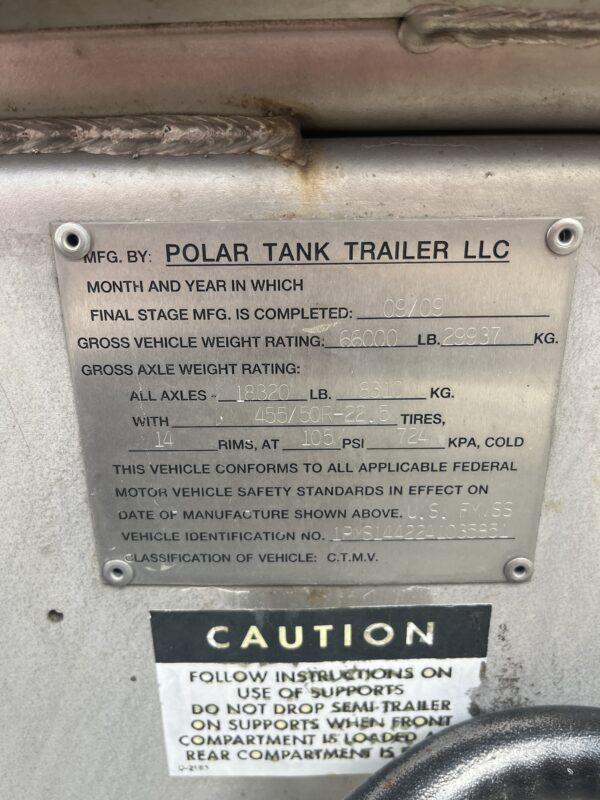 MFG. BY: POLAR TANK TRAILER LLC
MONTH AND YEAR IN WHICH
FINAL STAGE MFG. IS COMPLETED: 09/09
GROSS VEHICLE WEIGHT RATING: 66000 LB. 29937 KG.
GROSS AXLE WEIGHT RATING:
ALL AXLES - 18320 LB. KG.
WITH 455/50R-22.5 TIRES,
14 RIMS, AT 105 PSI 724 KPA, COLD
THIS VEHICLE CONFORMS TO ALL APPLICABLE FEDERAL
MOTOR VEHICLE SAFETY STANDARDS IN EFFECT ON
DATE OF MANUFACTURE SHOWN ABOVE. U.S. FMVSS
VEHICLE IDENTIFICATION NO.
CLASSIFICATION OF VEHICLE: C.T.M.V.
CAUTION
FOLLOW INSTRUCTIONS ON
USE OF SUPPORTS
DO NOT DROP SEMI-TRAILER
ON SUPPORTS WHEN FRONT
COMPARTMENT IS LOADED
REAR COMPARTMENT IS